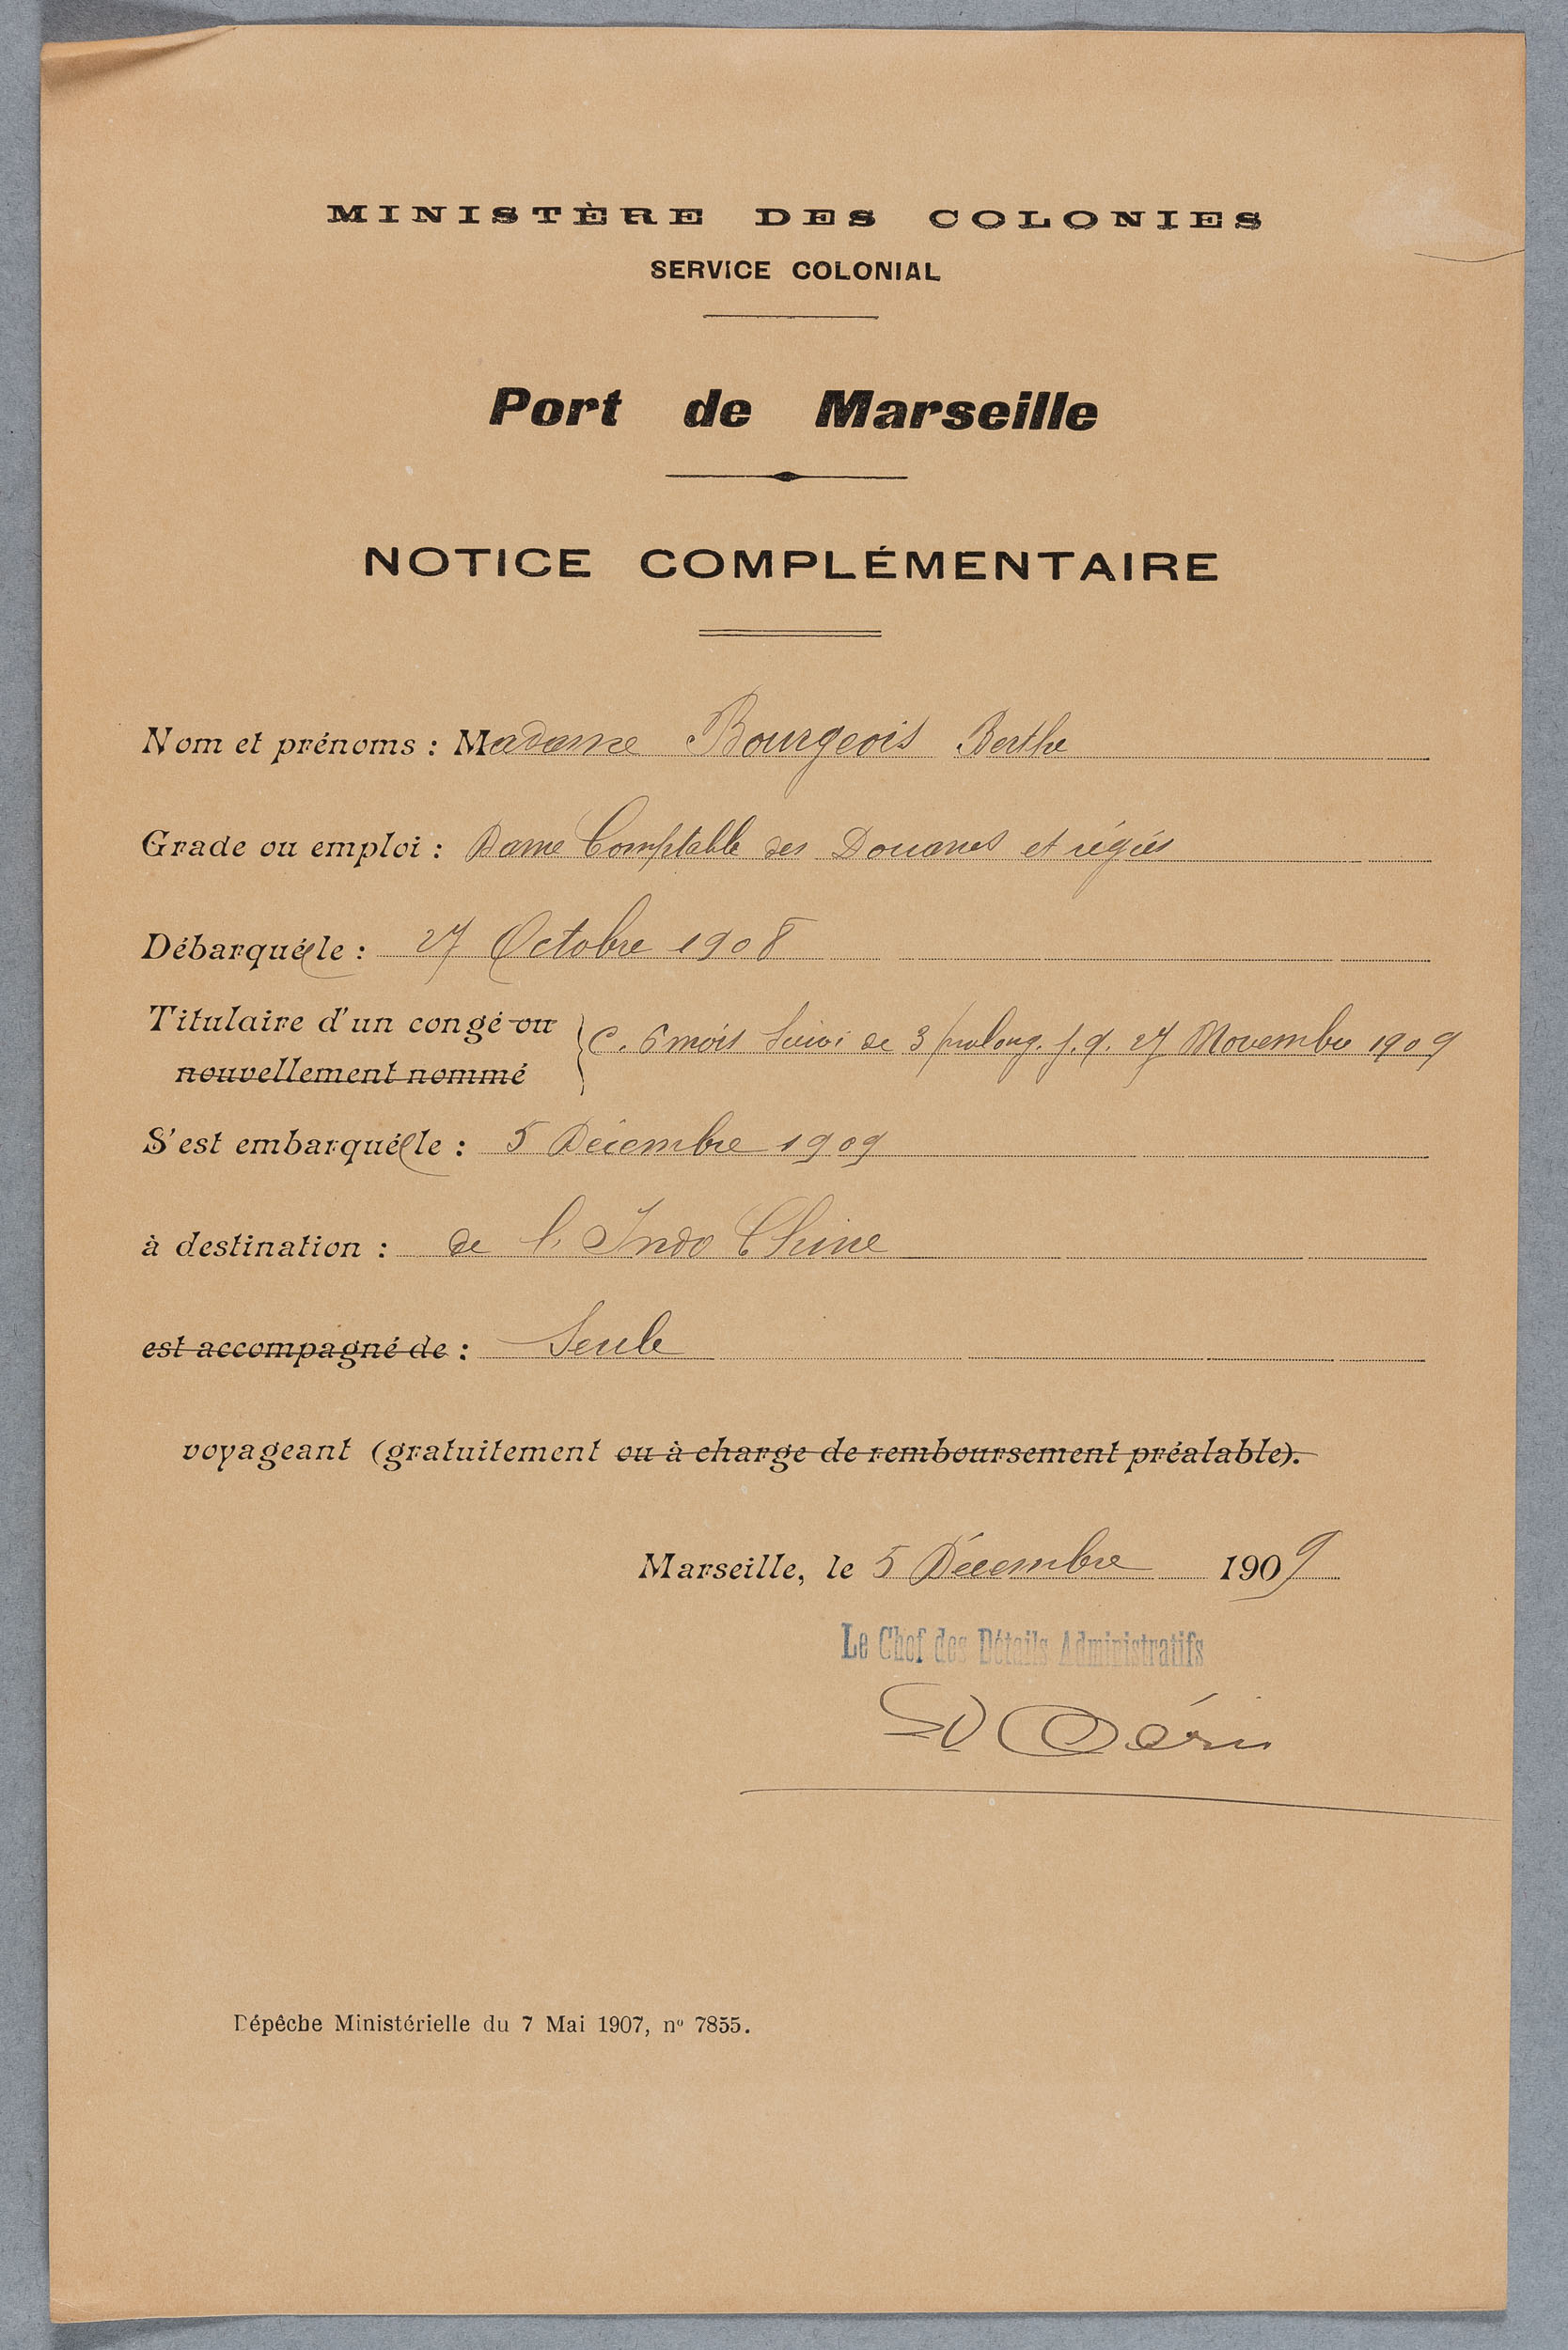 MINISTÈRE DES COLONIES
SERVICE COLONIAL
Port de Marseille
NOTICE COMPLÉMENTAIRE
Nom et prénoms : Madame Bourgeois Berthe
Grade ou emploi : Dame Comptable des Douanes et régies
Débarquée le : 27 Octobre 1908
Titulaire d'un congé ou
nouvellement nommé
C. 6 mois suivi de 3 prolong. j. q. 27 Novembre 1909
S'est embarquée le : 5 Décembre 1909
à destination : de l'Indo Chine
est accompagné de : Seule
voyageant (gratuitement ou à charge de remboursement préalable).
Marseille, le 5 Décembre 1909
Le Chef des Détails Administratifs
Dépêche Ministérielle du 7 Mai 1907, nº 7855.